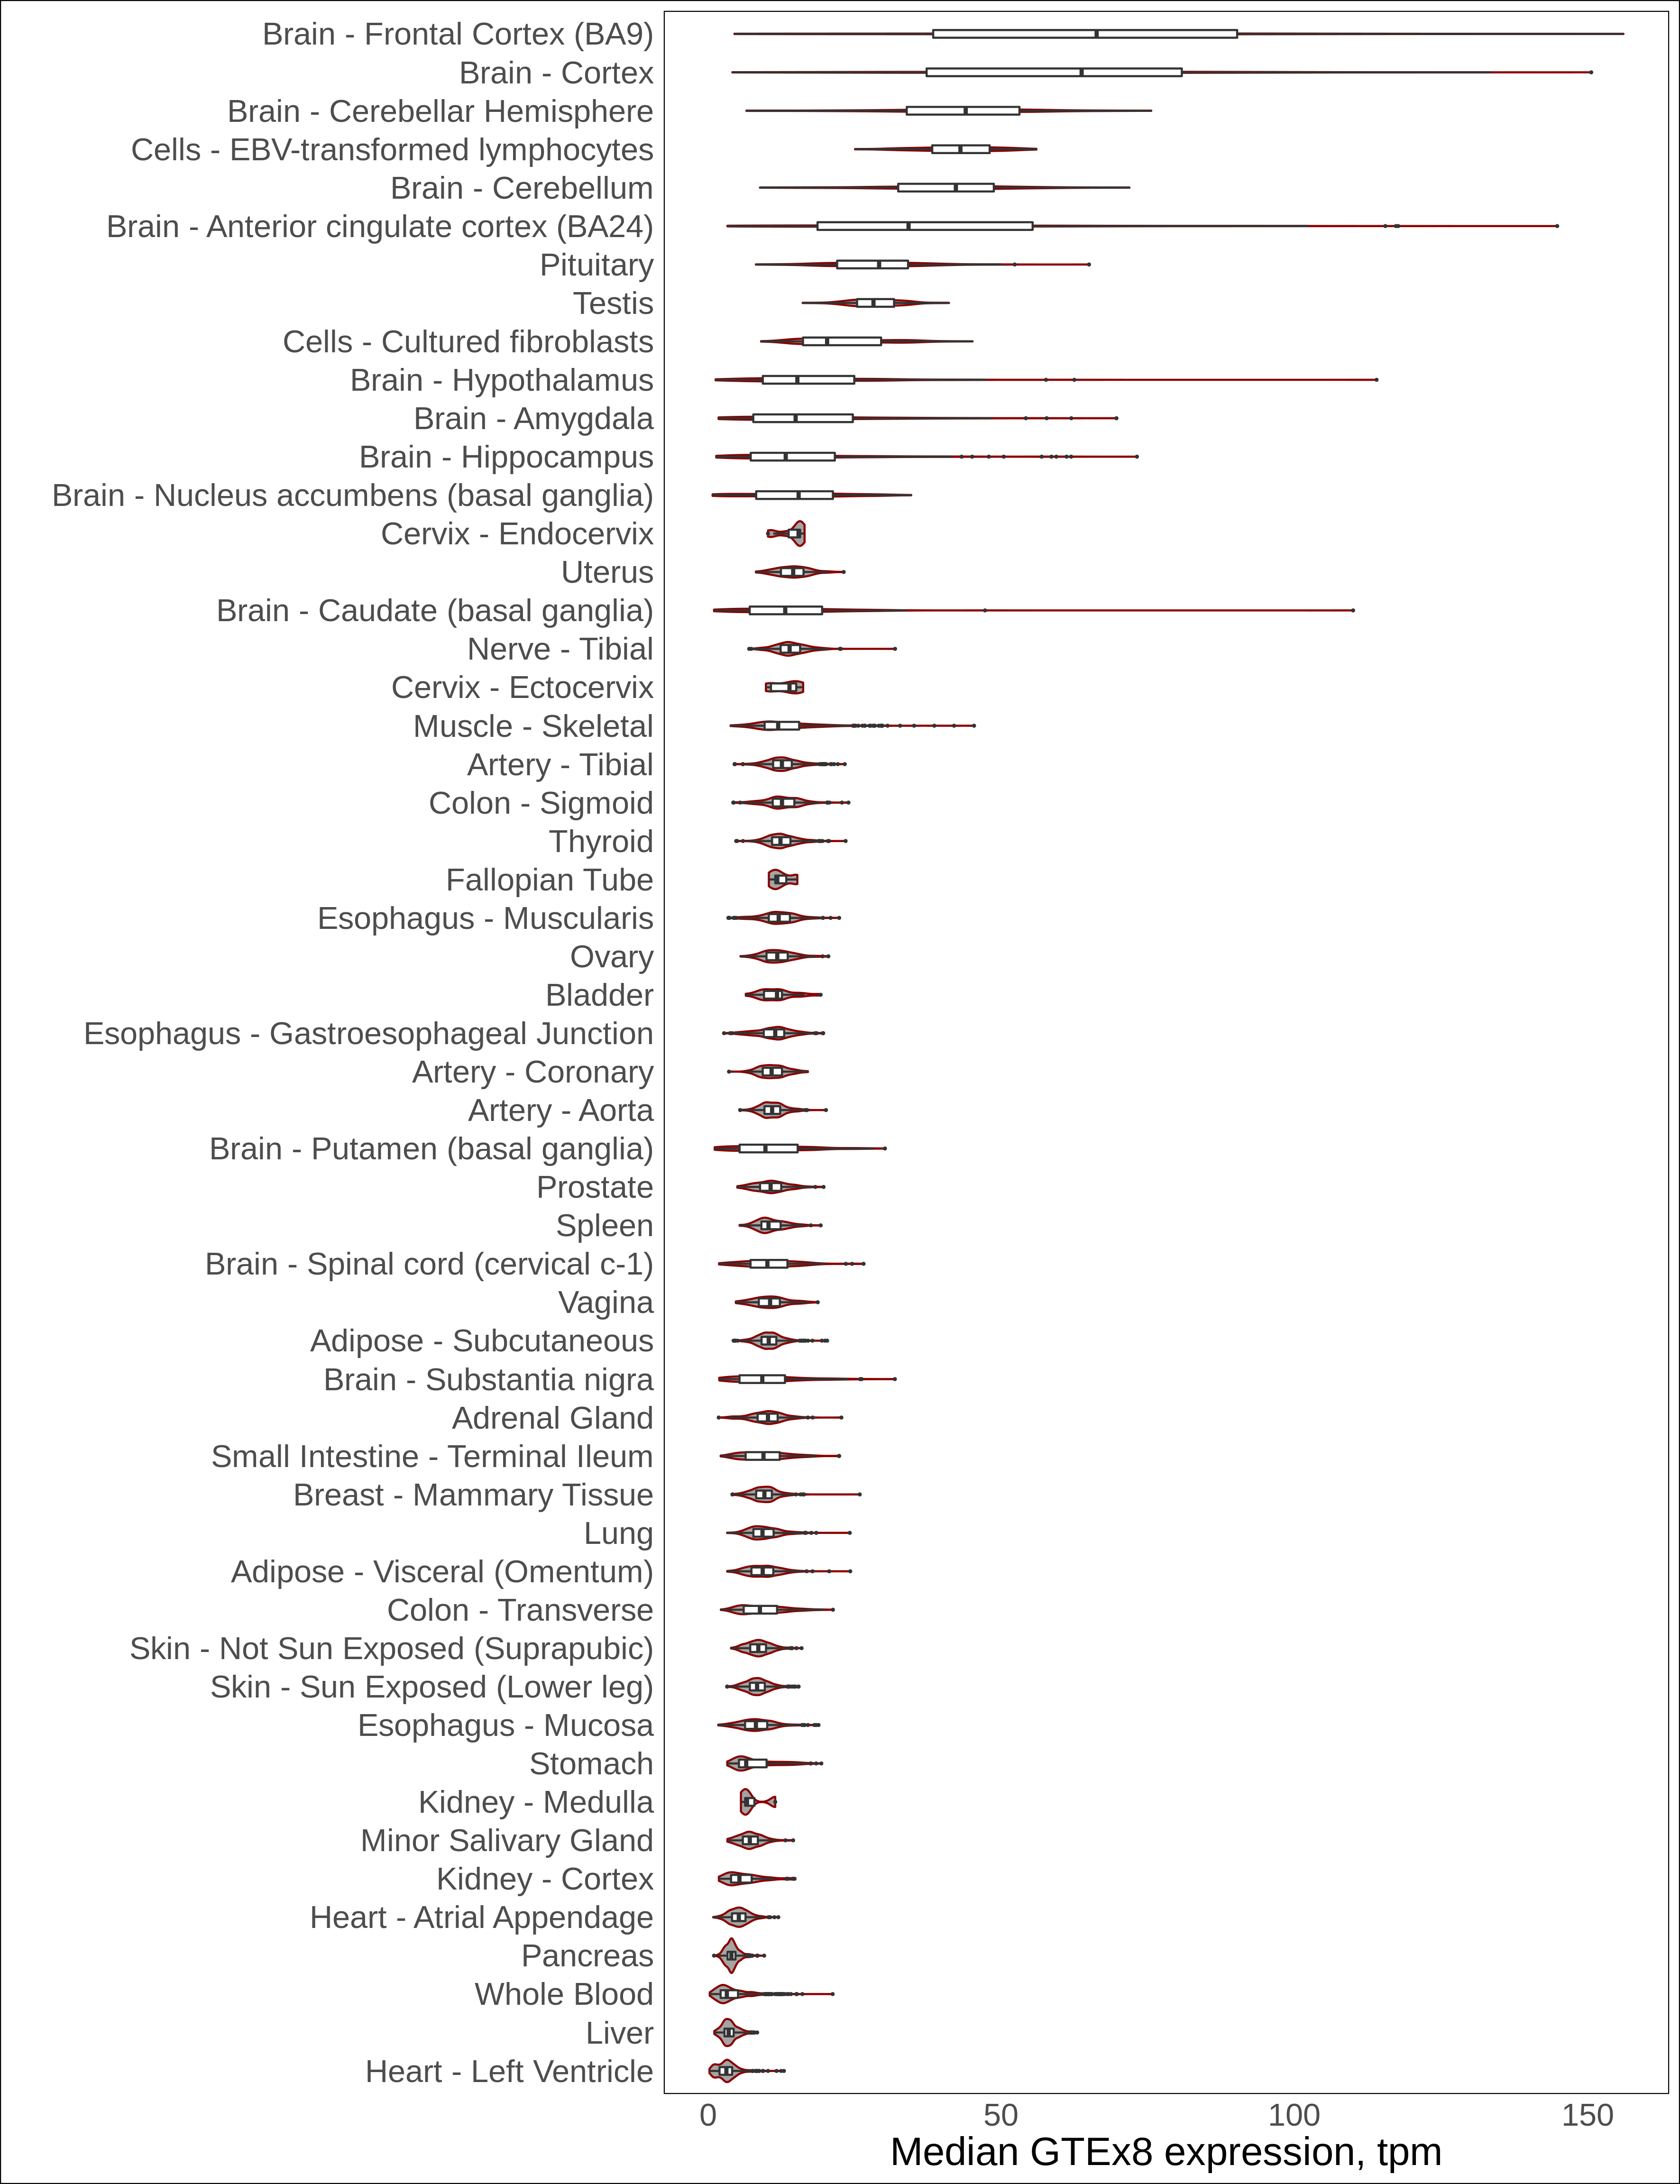 Brain - Frontal Cortex (BA9)
Brain - Cortex
Brain - Cerebellar Hemisphere
Cells - EBV-transformed lymphocytes
Brain - Cerebellum
Brain - Anterior cingulate cortex (BA24)
Pituitary
Testis
Cells - Cultured fibroblasts
Brain - Hypothalamus
Brain - Amygdala
Brain - Hippocampus
Brain - Nucleus accumbens (basal ganglia)
Cervix - Endocervix
Uterus
Brain - Caudate (basal ganglia)
Nerve - Tibial
Cervix - Ectocervix
Muscle - Skeletal
Artery - Tibial
Colon - Sigmoid
Thyroid
Fallopian Tube
Esophagus - Muscularis
Ovary
Bladder
Esophagus - Gastroesophageal Junction
Artery - Coronary
Artery - Aorta
Brain - Putamen (basal ganglia)
Prostate
Spleen
Brain - Spinal cord (cervical c-1)
Vagina
Adipose - Subcutaneous
Brain - Substantia nigra
Adrenal Gland
Small Intestine - Terminal Ileum
Breast - Mammary Tissue
Lung
Adipose - Visceral (Omentum)
Colon - Transverse
Skin - Not Sun Exposed (Suprapubic)
Skin - Sun Exposed (Lower leg)
Esophagus - Mucosa
Stomach
Kidney - Medulla
Minor Salivary Gland
Kidney - Cortex
Heart - Atrial Appendage
Pancreas
Whole Blood
Liver
Heart - Left Ventricle
0 50 100 150
Median GTEx8 expression, tpm